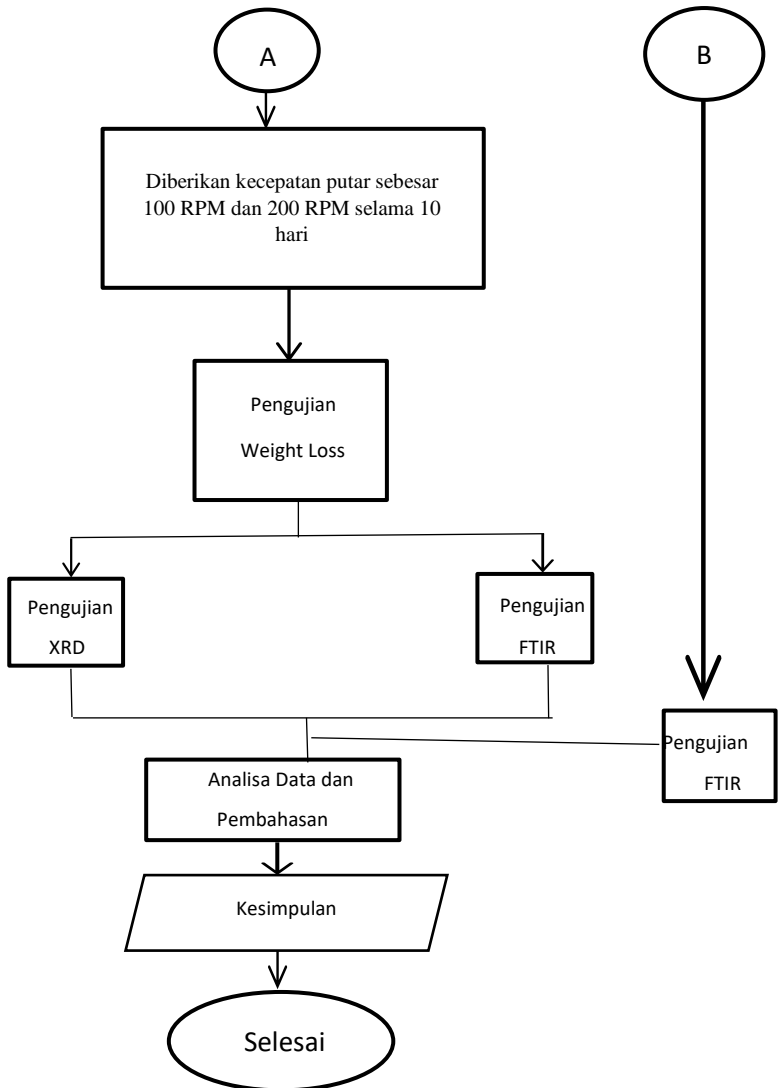 A
B
Diberikan kecepatan putar sebesar
100 RPM dan 200 RPM selama 10
hari
Pengujian
Weight Loss
Pengujian
XRD
Pengujian
FTIR
Pengujian
FTIR
Analisa Data dan
Pembahasan
Kesimpulan
Selesai